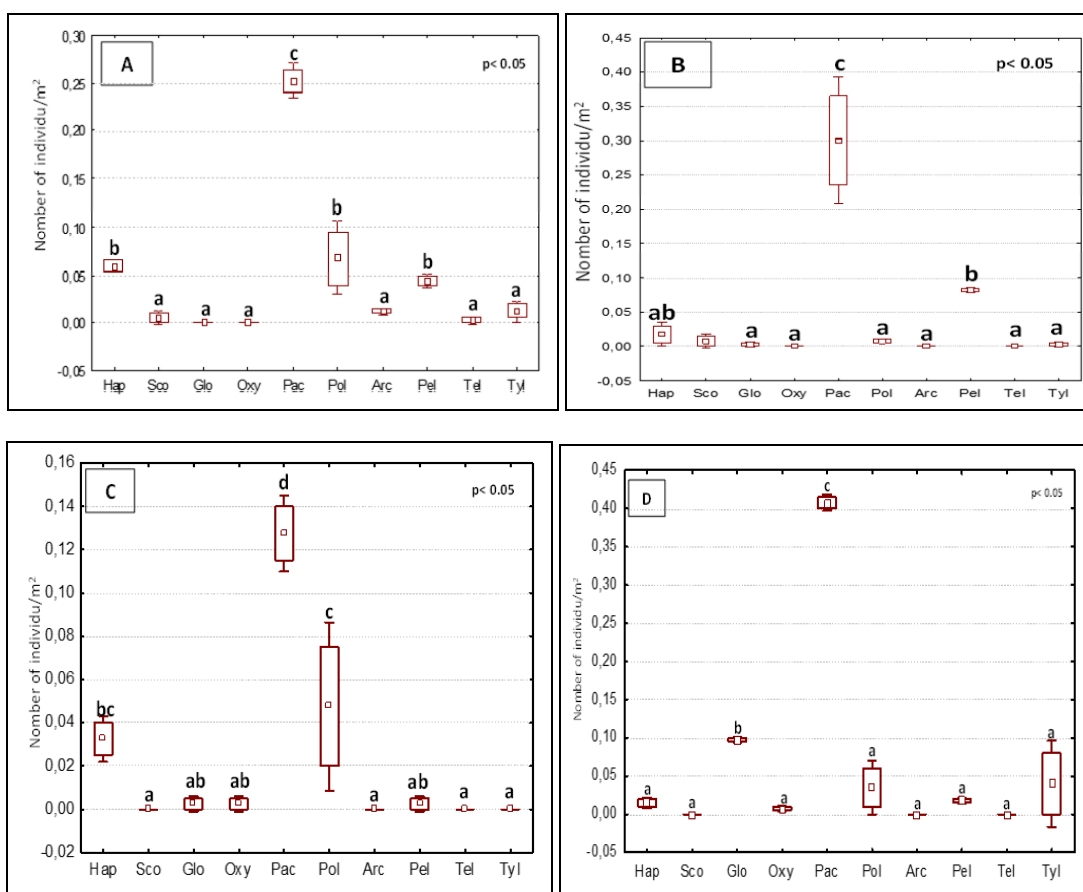 A
p< 0.05
Nomber of individu/m²
0,30
0,25
0,20
0,15
0,10
0,05
0,00
-0,05
b a a a c b a b a a
Hap Sco Glo Oxy Pac Pol Arc Pel Tel Tyl
B
p< 0.05
Nomber of individu/m²
0,45
0,40
0,35
0,30
0,25
0,20
0,15
0,10
0,05
0,00
-0,05
ab a a c a a b a a
Hap Sco Glo Oxy Pac Pol Arc Pel Tel Tyl
C
p< 0.05
Nomber of individu/m²
0,16
0,14
0,12
0,10
0,08
0,06
0,04
0,02
0,00
-0,02
bc a ab ab d c a ab a a
Hap Sco Glo Oxy Pac Pol Arc Pel Tel Tyl
D
p< 0.05
Nomber of individu/m²
0,45
0,40
0,45
0,30
0,25
0,20
0,15
0,10
0,05
0,00
-0,05
a a b a c a a a a a
Hap Sco Glo Oxy Pac Pol Arc Pel Tel Tyl